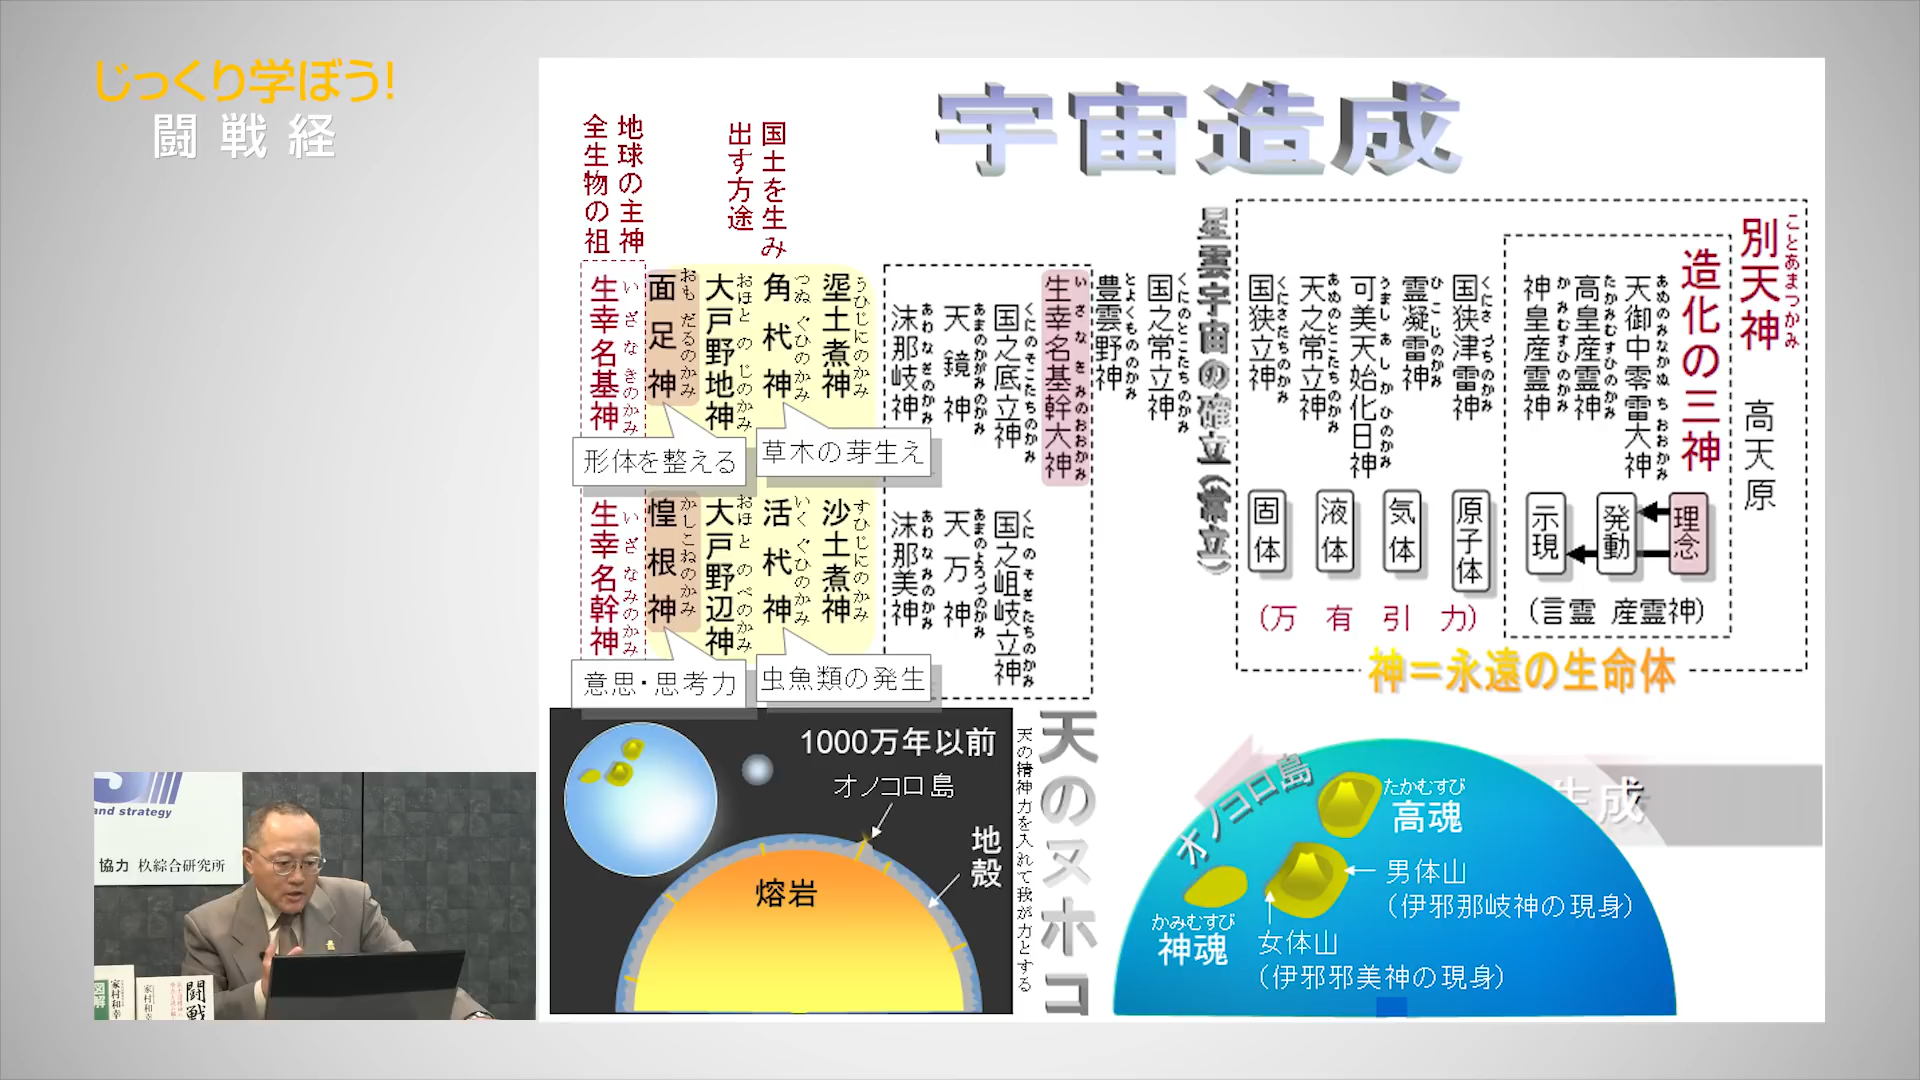 じっくり学ぼう!
闘戦経
宇宙造成
別天神
ことあまつかみ
高天原
造化の三神
天御中零雷大神
あめのみなかぬちおおかみ
高皇産霊神
たかみむすひのかみ
神皇産霊神
かみむすひのかみ
理念
発動
示現
(言霊 産霊神)
国狭津雷神
くにさづちのかみ
霊凝雷神
ひこじのかみ
可美天始化日神
うましあしかひのかみ
天之常立神
あめのとこたちのかみ
国狭立神
くにさだちのかみ
原子体
気体
液体
固体
(万有引力)
神=永遠の生命体
星雲宇宙の確立(常立)
国之常立神
くにのとこたちのかみ
豊雲野神
とよくものかみ
生幸名基幹大神
いざなきみのおおかみ
国之底立神
くにのそこたちのかみ
天鏡神
あまのかがみのかみ
沫那岐神
あわなぎのかみ
国之岨岐立神
くにのそぎたちのかみ
天万神
あまのよろづのかみ
沫那美神
あわなみのかみ
国土を生み
出す方途
地球の主神
全生物の祖
塗土煮神
うひじにのかみ
角杙神
つぬぐひのかみ
大戸野地神
おほとのじのかみ
面足神
おもだるのかみ
生幸名基神
いざなきのかみ
草木の芽生え
形体を整える
沙土煮神
すひじにのかみ
活杙神
いくぐひのかみ
大戸野辺神
おほとのべのかみ
惶根神
かしこねのかみ
生幸名幹神
いざなみのかみ
虫魚類の発生
意思・思考力
天のヌホコ
天の精神力を入れて我が力とする
1000万年以前
オノコロ島
地殻
熔岩
生成
オノコロ島
たかむすび
高魂
男体山
(伊邪那岐神の現身)
かみむすび
神魂
女体山
(伊邪邪美神の現身)
and strategy
協力 杦綜合研究所
図解
家村和幸
家村和幸
闘戦